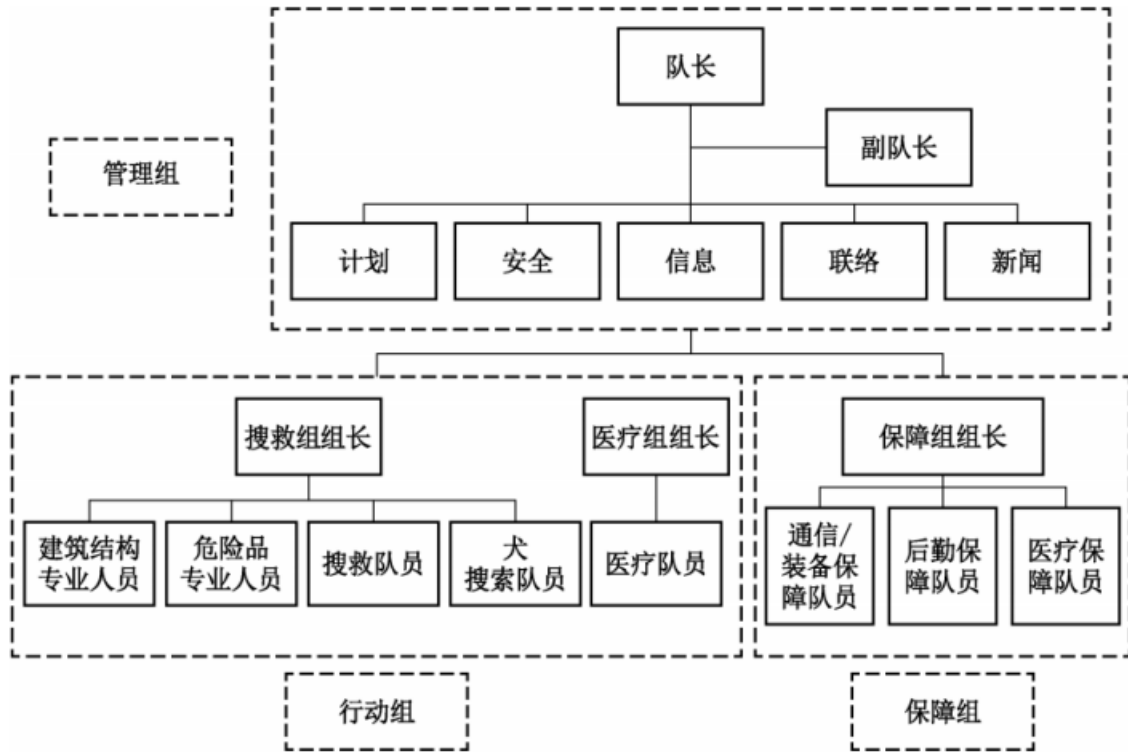 队长
副队长
管理组
计划
安全
信息
联络
新闻
搜救组组长
医疗组组长
保障组组长
建筑结构
专业人员
危险品
专业人员
搜救队员
犬
搜索队员
医疗队员
通信/
装备保
障队员
后勤保
障队员
医疗保
障队员
行动组
保障组